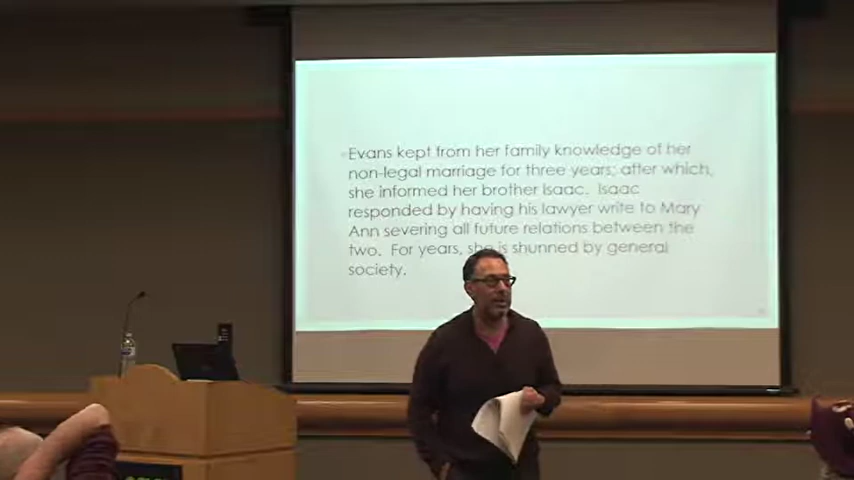 Evans kept from her family knowledge of her
non-legal marriage for three years; after which,
she informed her brother Isaac. Isaac
responded by having his lawyer write to Mary
Ann severing all future relations between the
two. For years, she is shunned by general
society.